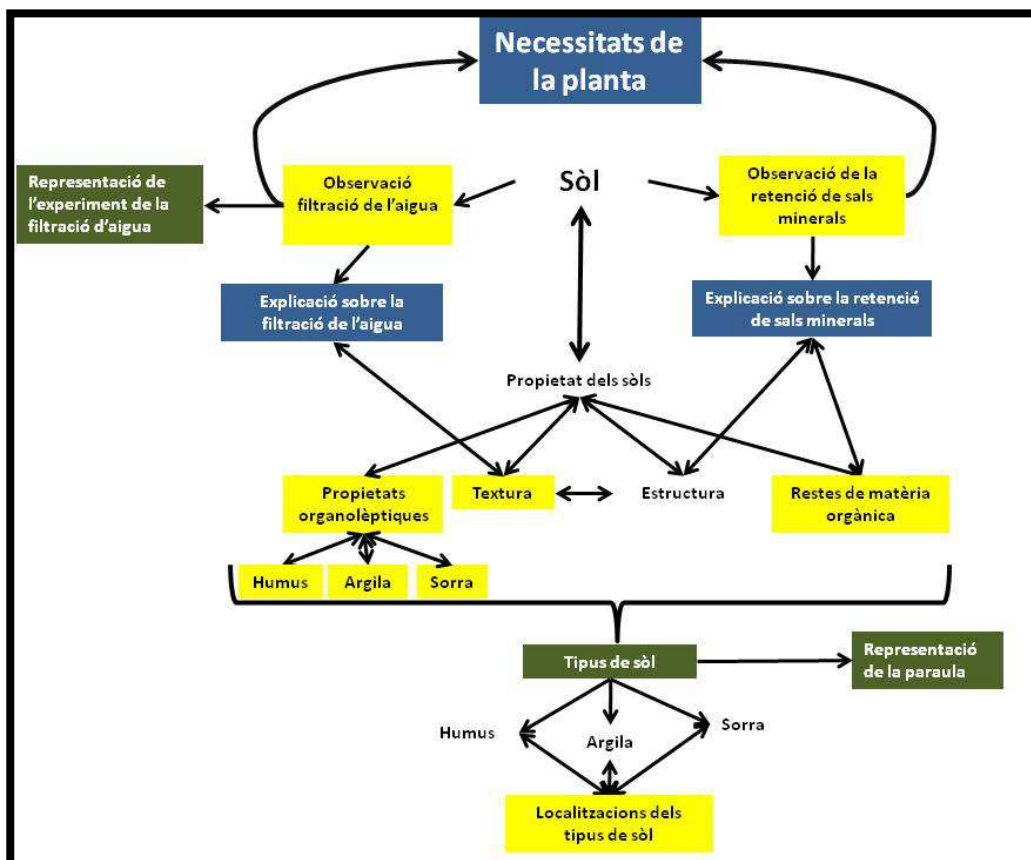 Necessitats de
la planta
Representació de
l'experiment de la
filtració d'aigua
Observació
filtració de l'aigua
Sòl
Observació de la
retenció de sals
minerals
Explicació sobre la
filtració de l'aigua
Explicació sobre la retenció
de sals minerals
Propietat dels sòls
Propietats
organolèptiques
Textura
Estructura
Restes de matèria
orgànica
Humus
Argila
Sorra
Tipus de sòl
Representació
de la paraula
Humus
Argila
Sorra
Localitzacions dels
tipus de sòl